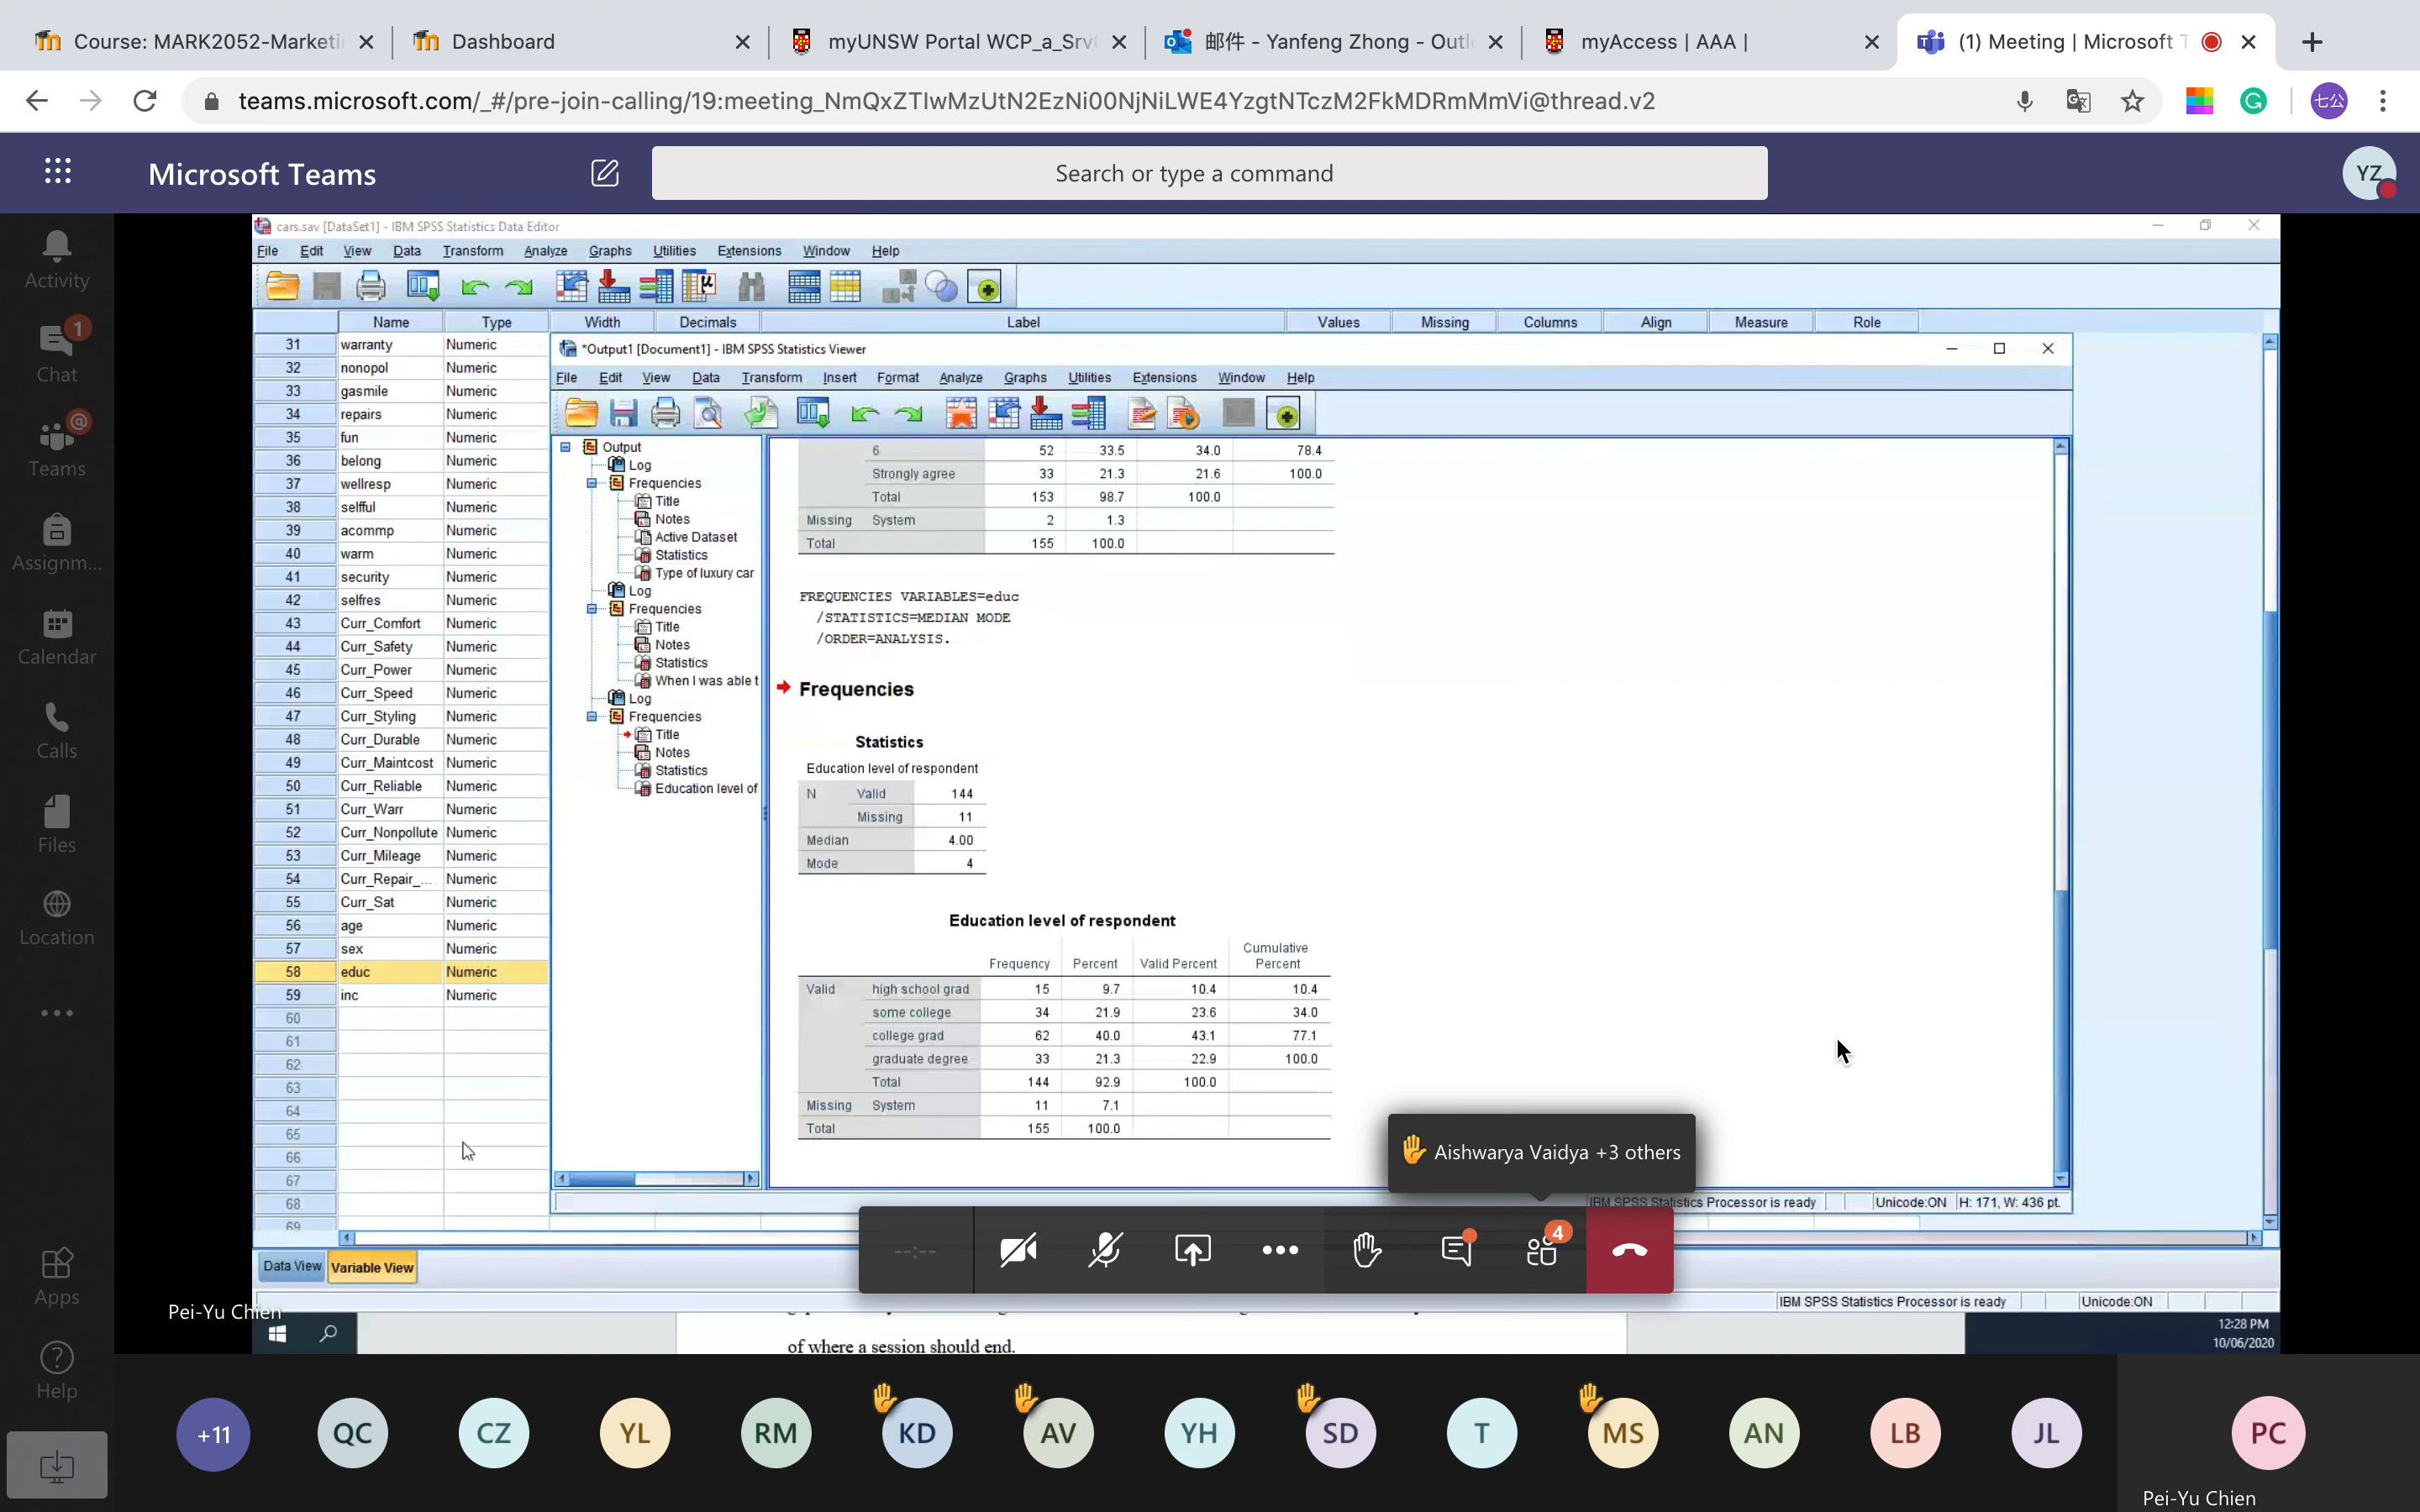 Course: MARK2052-Marketi
Dashboard
myUNSW Portal WCP_a_Srv
邮件 - Yanfeng Zhong - Outl
myAccess | AAA |
(1) Meeting | Microsoft T
teams.microsoft.com/_#/pre-join-calling/19:meeting_NmQxZTIwMzUtN2EzNi00NjNiLWE4YzgtNTczM2FkMDRmMmVi@thread.v2
七公
Microsoft Teams
Search or type a command
YZ
Activity
1
Chat
@
Teams
Assignm...
Calendar
Calls
Files
Location
Apps
Help
cars.sav [DataSet1] - IBM SPSS Statistics Data Editor
File Edit View Data Transform Analyze Graphs Utilities Extensions Window Help
Name Type Width Decimals Label Values Missing Columns Align Measure Role
31 warranty Numeric
32 nonopol Numeric
33 gasmile Numeric
34 repairs Numeric
35 fun Numeric
36 belong Numeric
37 wellresp Numeric
38 selfful Numeric
39 acommp Numeric
40 warm Numeric
41 security Numeric
42 selfres Numeric
43 Curr_Comfort Numeric
44 Curr_Safety Numeric
45 Curr_Power Numeric
46 Curr_Speed Numeric
47 Curr_Styling Numeric
48 Curr_Durable Numeric
49 Curr_Maintcost Numeric
50 Curr_Reliable Numeric
51 Curr_Warr Numeric
52 Curr_Nonpollute Numeric
53 Curr_Mileage Numeric
54 Curr_Repair_... Numeric
55 Curr_Sat Numeric
56 age Numeric
57 sex Numeric
58 educ Numeric
59 inc Numeric
60
61
62
63
64
65
66
67
68
69
*Output1 [Document1] - IBM SPSS Statistics Viewer
File Edit View Data Transform Insert Format Analyze Graphs Utilities Extensions Window Help
Output
Log
Frequencies
Title
Notes
Active Dataset
Statistics
Type of luxury car
Log
Frequencies
Title
Notes
Statistics
When I was able t
Log
Frequencies
Title
Notes
Statistics
Education level of
6 52 33.5 34.0 78.4
Strongly agree 33 21.3 21.6 100.0
Total 153 98.7 100.0
Missing System 2 1.3
Total 155 100.0
FREQUENCIES VARIABLES=educ
/STATISTICS=MEDIAN MODE
/ORDER=ANALYSIS.
Frequencies
Statistics
Education level of respondent
N Valid 144
Missing 11
Median 4.00
Mode 4
Education level of respondent
Frequency Percent Valid Percent Cumulative Percent
Valid high school grad 15 9.7 10.4 10.4
some college 34 21.9 23.6 34.0
college grad 62 40.0 43.1 77.1
graduate degree 33 21.3 22.9 100.0
Total 144 92.9 100.0
Missing System 11 7.1
Total 155 100.0
Aishwarya Vaidya +3 others
IBM SPSS Statistics Processor is ready Unicode:ON H: 171, W: 436 pt.
--:--
4
Data View Variable View
IBM SPSS Statistics Processor is ready Unicode:ON
Pei-Yu Chien
of where a session should end.
12:28 PM
10/06/2020
+11 QC CZ YL RM KD AV YH SD T MS AN LB JL PC
Pei-Yu Chien